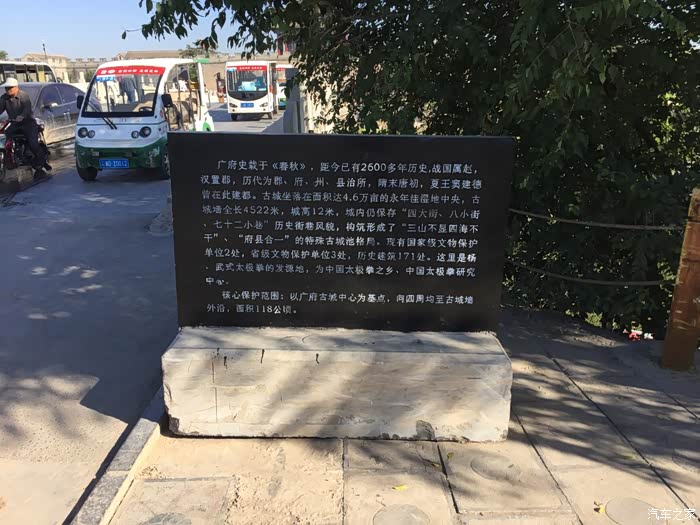 广府史载于《春秋》，距今已有2600多年历史，战国属赵，
汉置郡，历代为郡、府、州、县治所，隋末唐初，夏王窦建德
曾在此建都。古城坐落在面积达4.6万亩的永年洼湿地中央，古
城墙全长4522米，城高12米，城内仍保存“四大街、八小街
、七十二小巷”历史街巷风貌，构筑形成了“三山不显四海不
干”、“府县合一”的特殊古城池格局。现有国家级文物保护
单位2处，省级文物保护单位3处，历史建筑171处。这里是杨
、武式太极拳的发源地，为中国太极拳之乡、中国太极拳研究
中心。
核心保护范围：以广府古城中心为基点，向四周均至古城墙
外沿，面积118公顷。
汽车之家